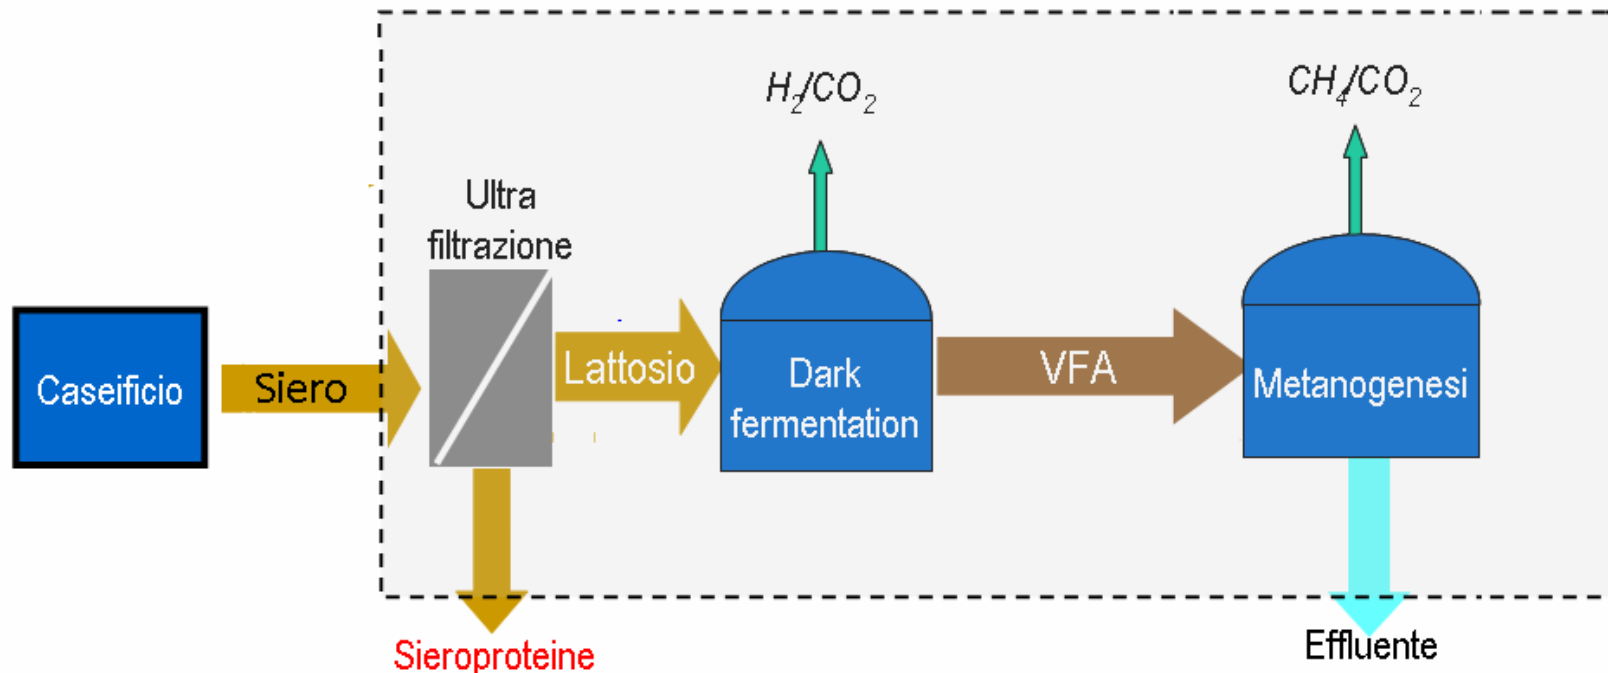 H₂/CO₂
CH₄/CO₂
Ultra
filtrazione
Caseificio
Siero
Lattosio
Dark
fermentation
VFA
Metanogenesi
Sieroproteine
Effluente